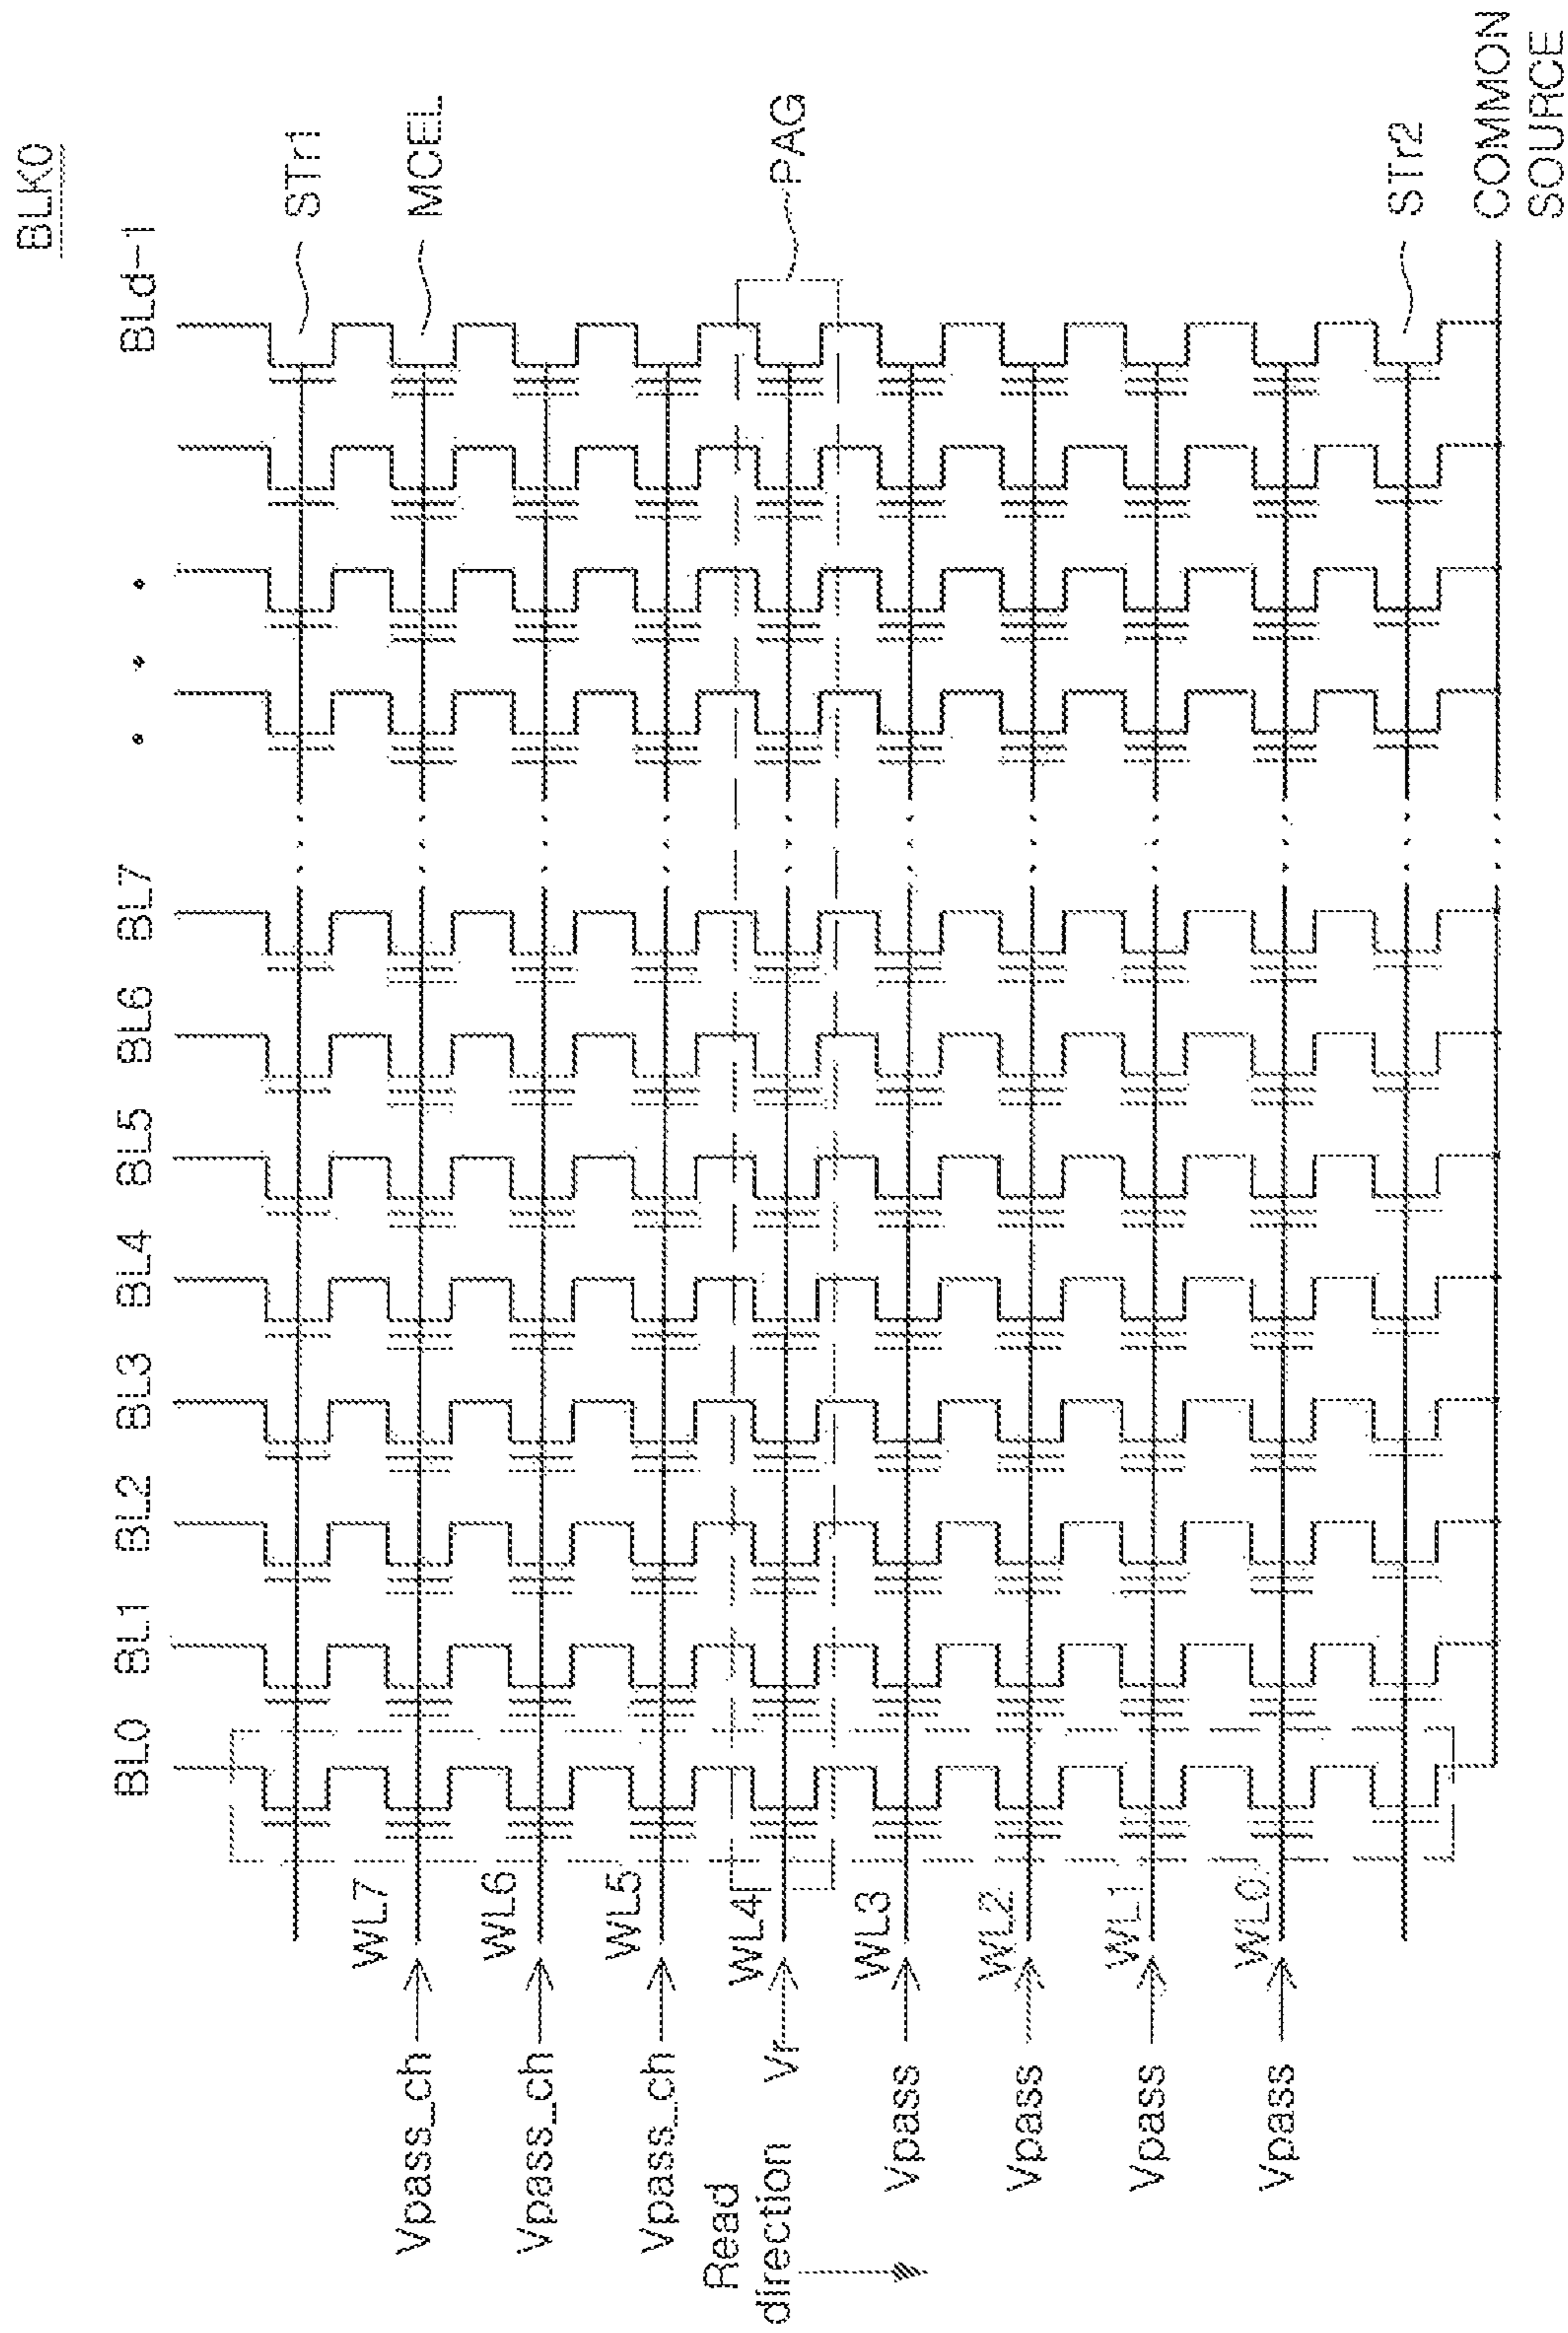 BLK0
BL0
BL1
BL2
BL3
BL4
BL5
BL6
BL7
BLd-1
STr1
MCEL
PAG
STr2
COMMON
SOURCE
WL7
WL6
WL5
WL4
WL3
WL2
WL1
WL0
Vpass_ch
Vpass_ch
Vpass_ch
Vr
Vpass
Vpass
Vpass
Vpass
Read
direction